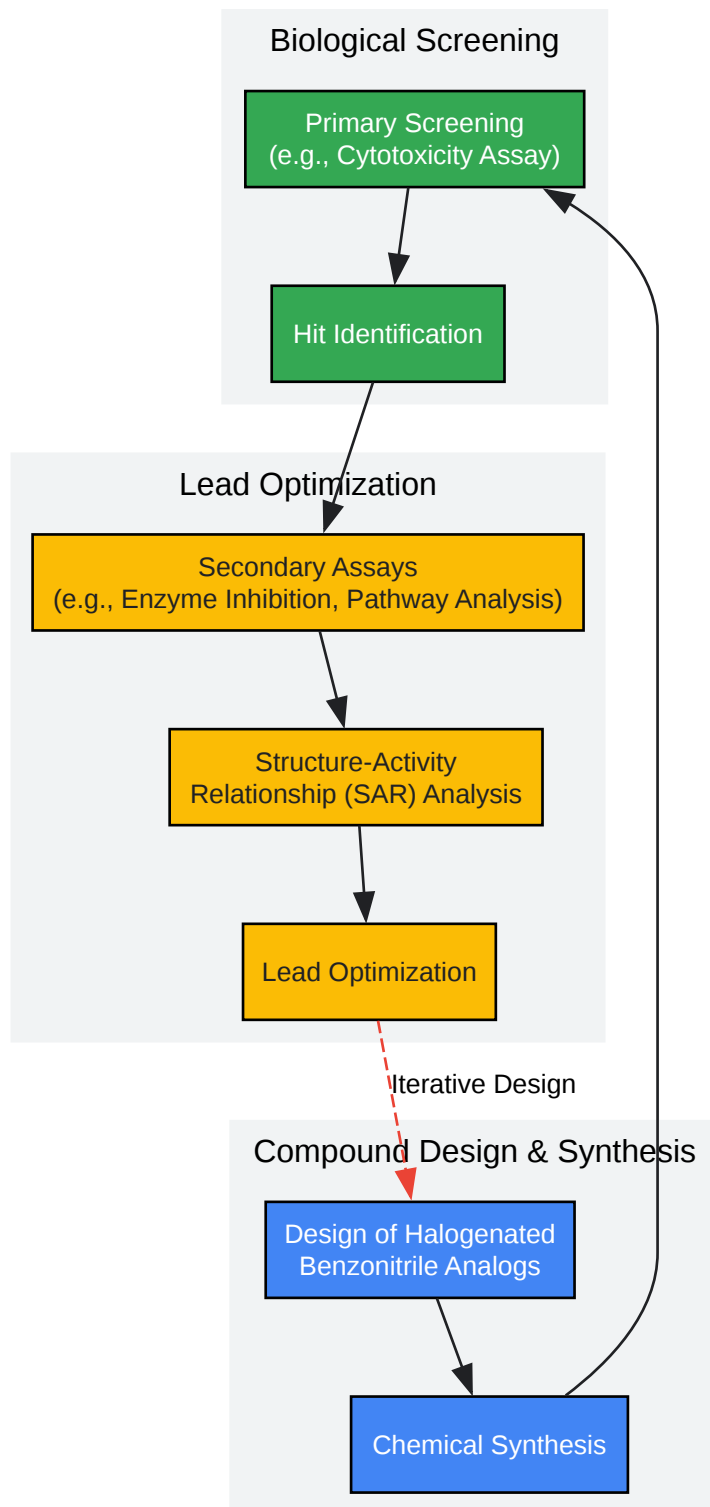 Biological Screening
Primary Screening
(e.g., Cytotoxicity Assay)
Hit Identification
Lead Optimization
Secondary Assays
(e.g., Enzyme Inhibition, Pathway Analysis)
Structure-Activity
Relationship (SAR) Analysis
Lead Optimization
Iterative Design
Compound Design & Synthesis
Design of Halogenated
Benzonitrile Analogs
Chemical Synthesis